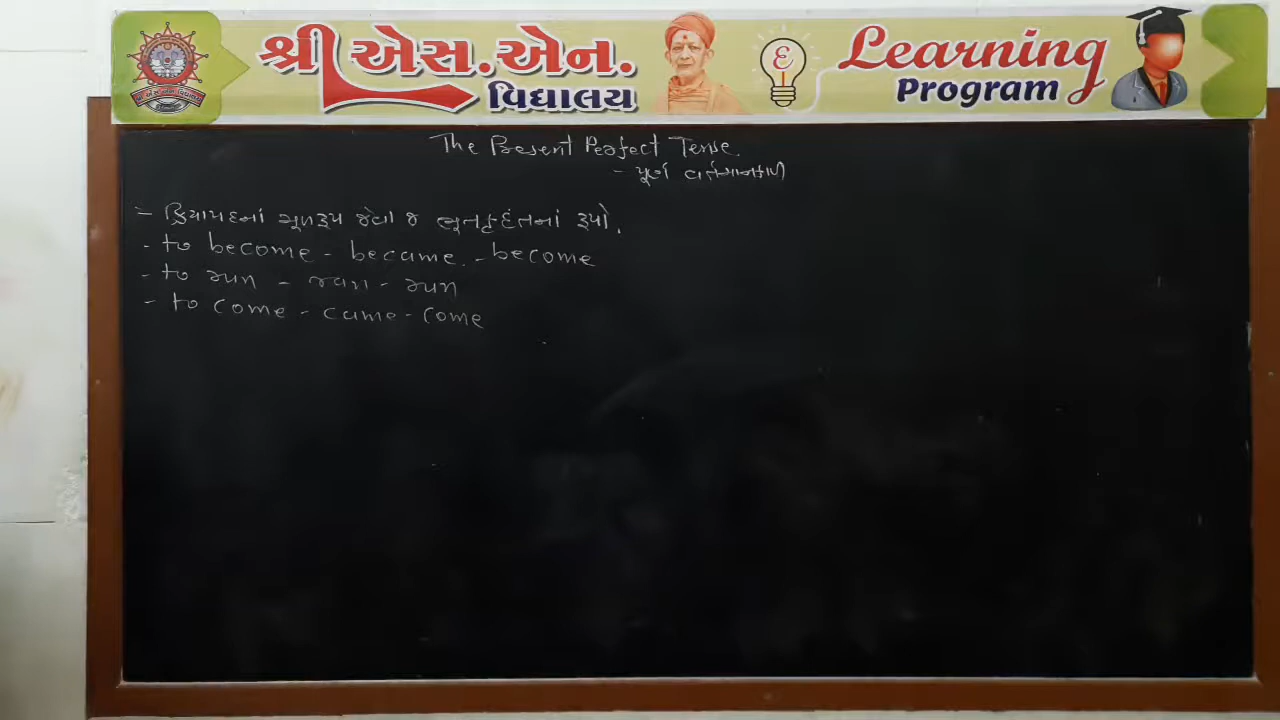 શ્રી એસ. એન.
વિદ્યાલય
Learning
Program
The Present Perfect Tense.
- પૂર્ણ વર્તમાનકાળ
- ક્રિયાપદનાં મૂળરૂપ જેવા જ ભૂતકૃદંતનાં રૂપો.
- to become - became - become
- to run - ran - run
- to come - came - come